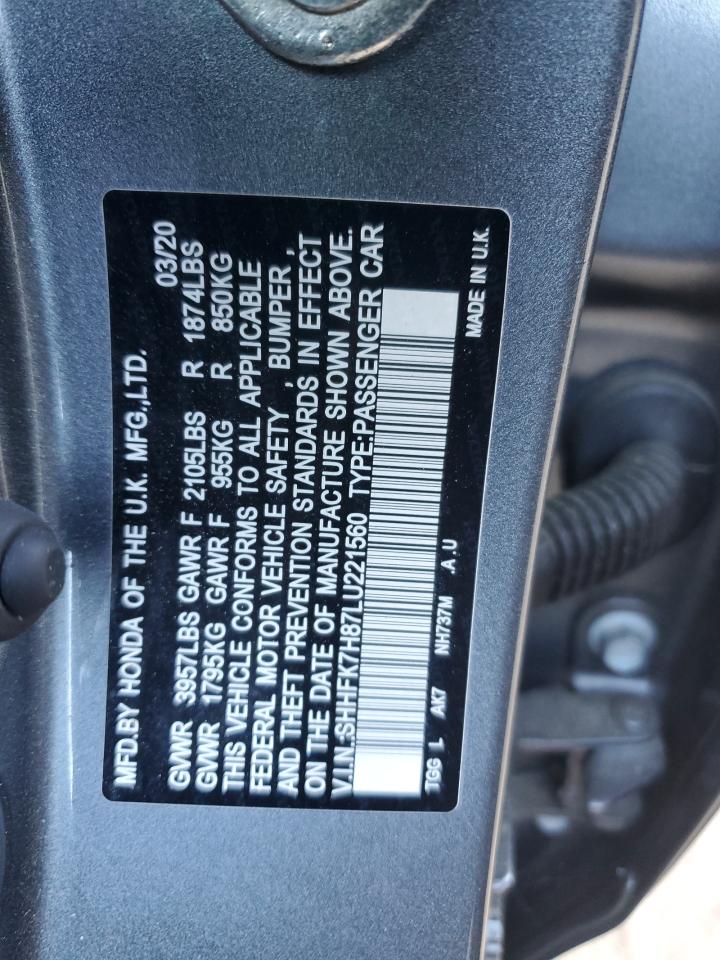 MFD.BY HONDA OF THE U.K. MFG.,LTD.
03/20
GVWR 3957LBS GAWR F 2105LBS R 1874LBS
GVWR 1795KG GAWR F 955KG R 850KG
THIS VEHICLE CONFORMS TO ALL APPLICABLE
FEDERAL MOTOR VEHICLE SAFETY , BUMPER ,
AND THEFT PREVENTION STANDARDS IN EFFECT
ON THE DATE OF MANUFACTURE SHOWN ABOVE.
V.I.N.:SHHFK7H87LU221560 TYPE:PASSENGER CAR
TGG L AK7 NH737M .A .U MADE IN U.K.